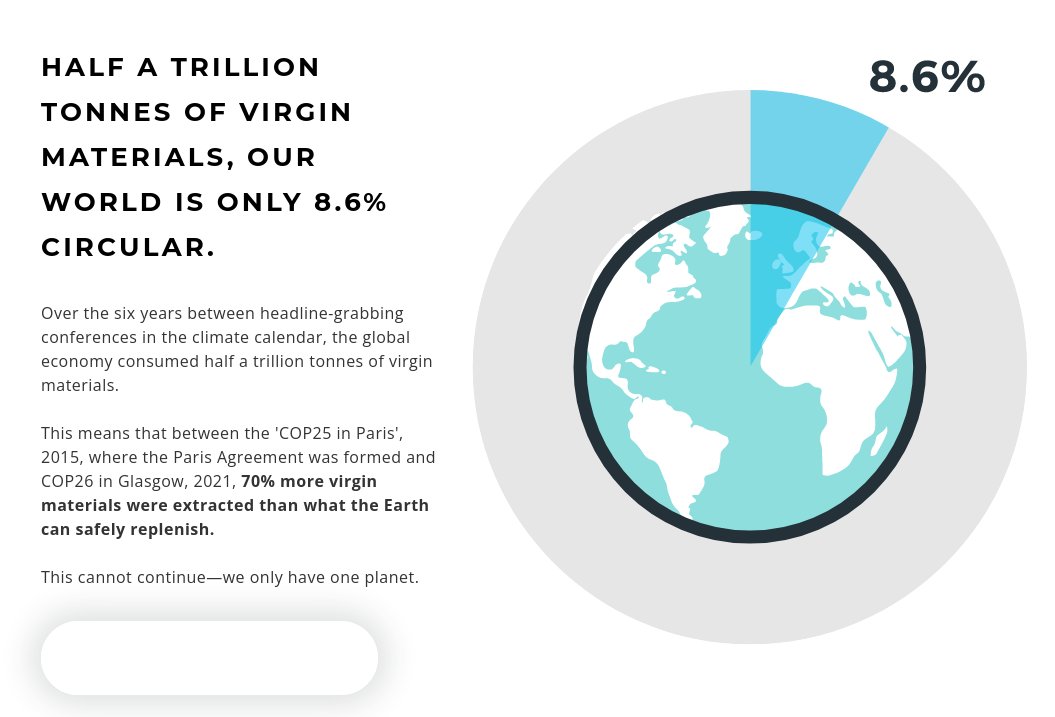 HALF A TRILLION
TONNES OF VIRGIN
MATERIALS, OUR
WORLD IS ONLY 8.6%
CIRCULAR.
Over the six years between headline-grabbing
conferences in the climate calendar, the global
economy consumed half a trillion tonnes of virgin
materials.
This means that between the 'COP25 in Paris',
2015, where the Paris Agreement was formed and
COP26 in Glasgow, 2021, 70% more virgin
materials were extracted than what the Earth
can safely replenish.
This cannot continue—we only have one planet.
8.6%